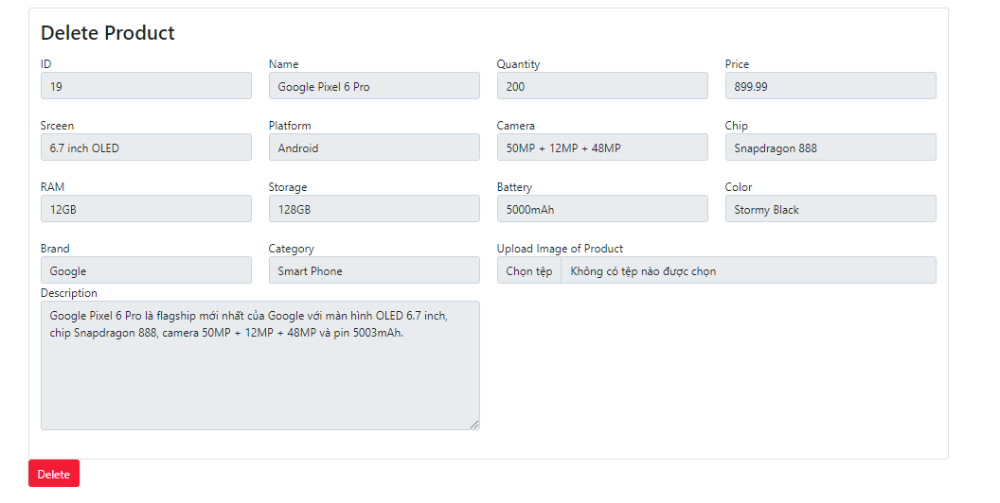 Delete Product
ID
Name
Quantity
Price
19
Google Pixel 6 Pro
200
899.99
Srceen
Platform
Camera
Chip
6.7 inch OLED
Android
50MP + 12MP + 48MP
Snapdragon 888
RAM
Storage
Battery
Color
12GB
128GB
5000mAh
Stormy Black
Brand
Category
Upload Image of Product
Google
Smart Phone
Chọn tệp
Không có tệp nào được chọn
Description
Google Pixel 6 Pro là flagship mới nhất của Google với màn hình OLED 6.7 inch,
chip Snapdragon 888, camera 50MP + 12MP + 48MP và pin 5003mAh.
Delete